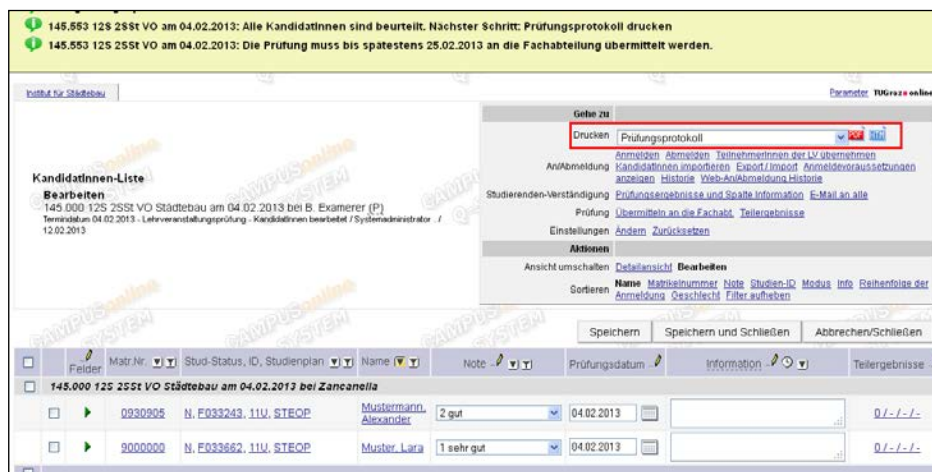 145.553 12S 2SSt VO am 04.02.2013: Alle KandidatInnen sind beurteilt. Nächster Schritt: Prüfungsprotokoll drucken
145.553 12S 2SSt VO am 04.02.2013: Die Prüfung muss bis spätestens 25.02.2013 an die Fachabteilung übermittelt werden.
Institut für Städtebau
Parameter TUGraz online
Gehe zu
Drucken Prüfungsprotokoll PDF
Anmelden Abmelden TeilnehmerInnen der LV übernehmen
An/Abmeldung KandidatInnen importieren Export/Import Anmeldevoraussetzungen
anzeigen Historie Web-An/Abmeldung Historie
Studierenden-Verständigung Prüfungsergebnisse und Spalte Information E-Mail an alle
Prüfung Übermitteln an die Fachabt. Teilergebnisse
Einstellungen Ändern Zurücksetzen
Aktionen
Ansicht umschalten Detailansicht Bearbeiten
Sortieren Name Matrikelnummer Note Studien-ID Modus Info Reihenfolge der
Anmeldung Geschlecht Filter aufheben
KandidatInnen-Liste
Bearbeiten
145.000 12S 2SSt VO Städtebau am 04.02.2013 bei B. Examerer (P)
Termindatum 04.02.2013 - Lehrveranstaltungsprüfung - KandidatInnen bearbeitet / Systemadministrator .. /
12.02.2013
Speichern Speichern und Schließen Abbrechen/Schließen
Felder Matr.Nr. Stud-Status, ID, Studienplan Name Note Prüfungsdatum Information Teilergebnisse
145.000 12S 2SSt VO Städtebau am 04.02.2013 bei Zancanella
0930905 N, F033243, 11U, STEOP Mustermann, Alexander 2 gut 04.02.2013 0/-/-/-
9000000 N, F033662, 11U, STEOP Muster, Lara 1 sehr gut 04.02.2013 0/-/-/-
CAMPUSonline